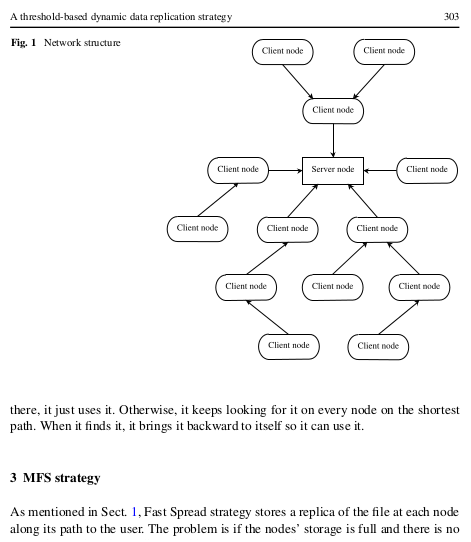 A threshold-based dynamic data replication strategy 303
Fig. 1 Network structure
Client node Client node
Client node
Client node Server node Client node
Client node Client node Client node
Client node Client node Client node
Client node Client node
there, it just uses it. Otherwise, it keeps looking for it on every node on the shortest
path. When it finds it, it brings it backward to itself so it can use it.
3 MFS strategy
As mentioned in Sect. 1, Fast Spread strategy stores a replica of the file at each node
along its path to the user. The problem is if the nodes' storage is full and there is no